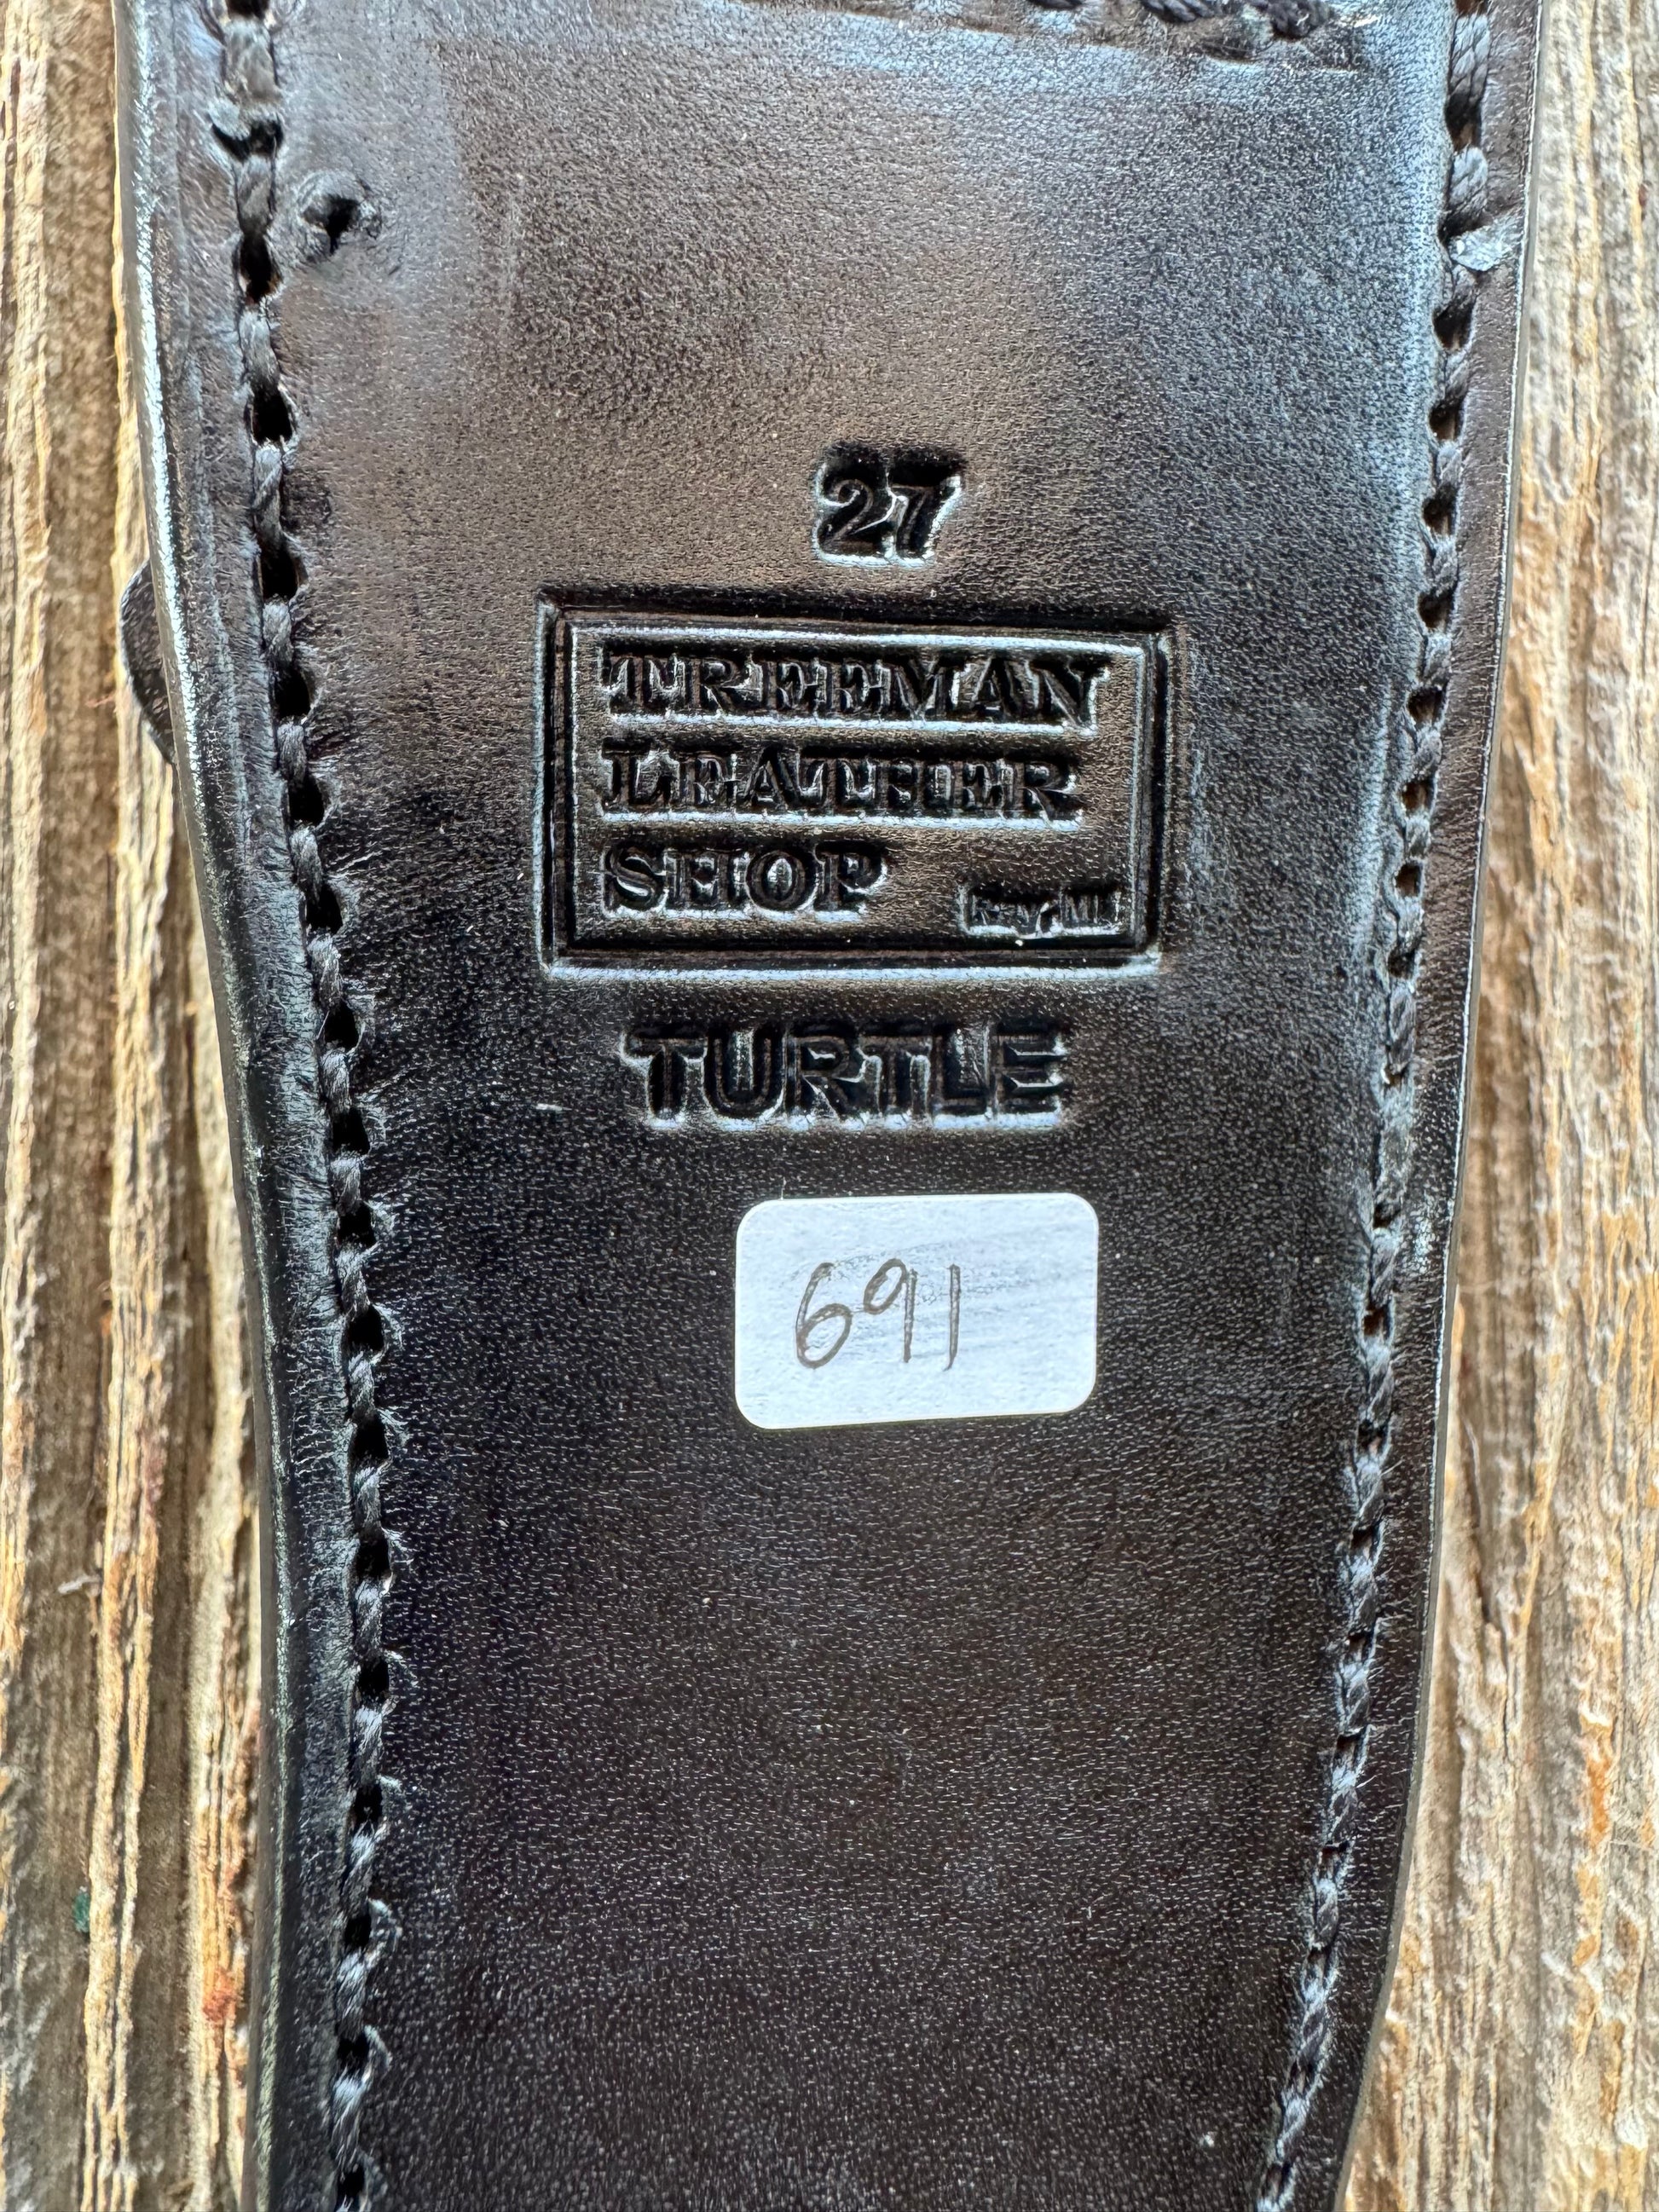 27
TREEMAN
LEATHER
SHOP
TURTLE
691